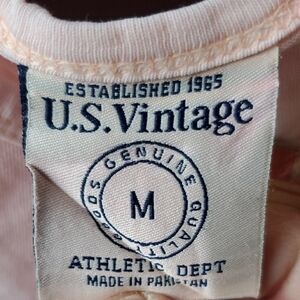 ESTABLISHED 1965
U.S. Vintage
GENUINE QUALITY GOODS
M
ATHLETIC DEPT
MADE IN PAKISTAN